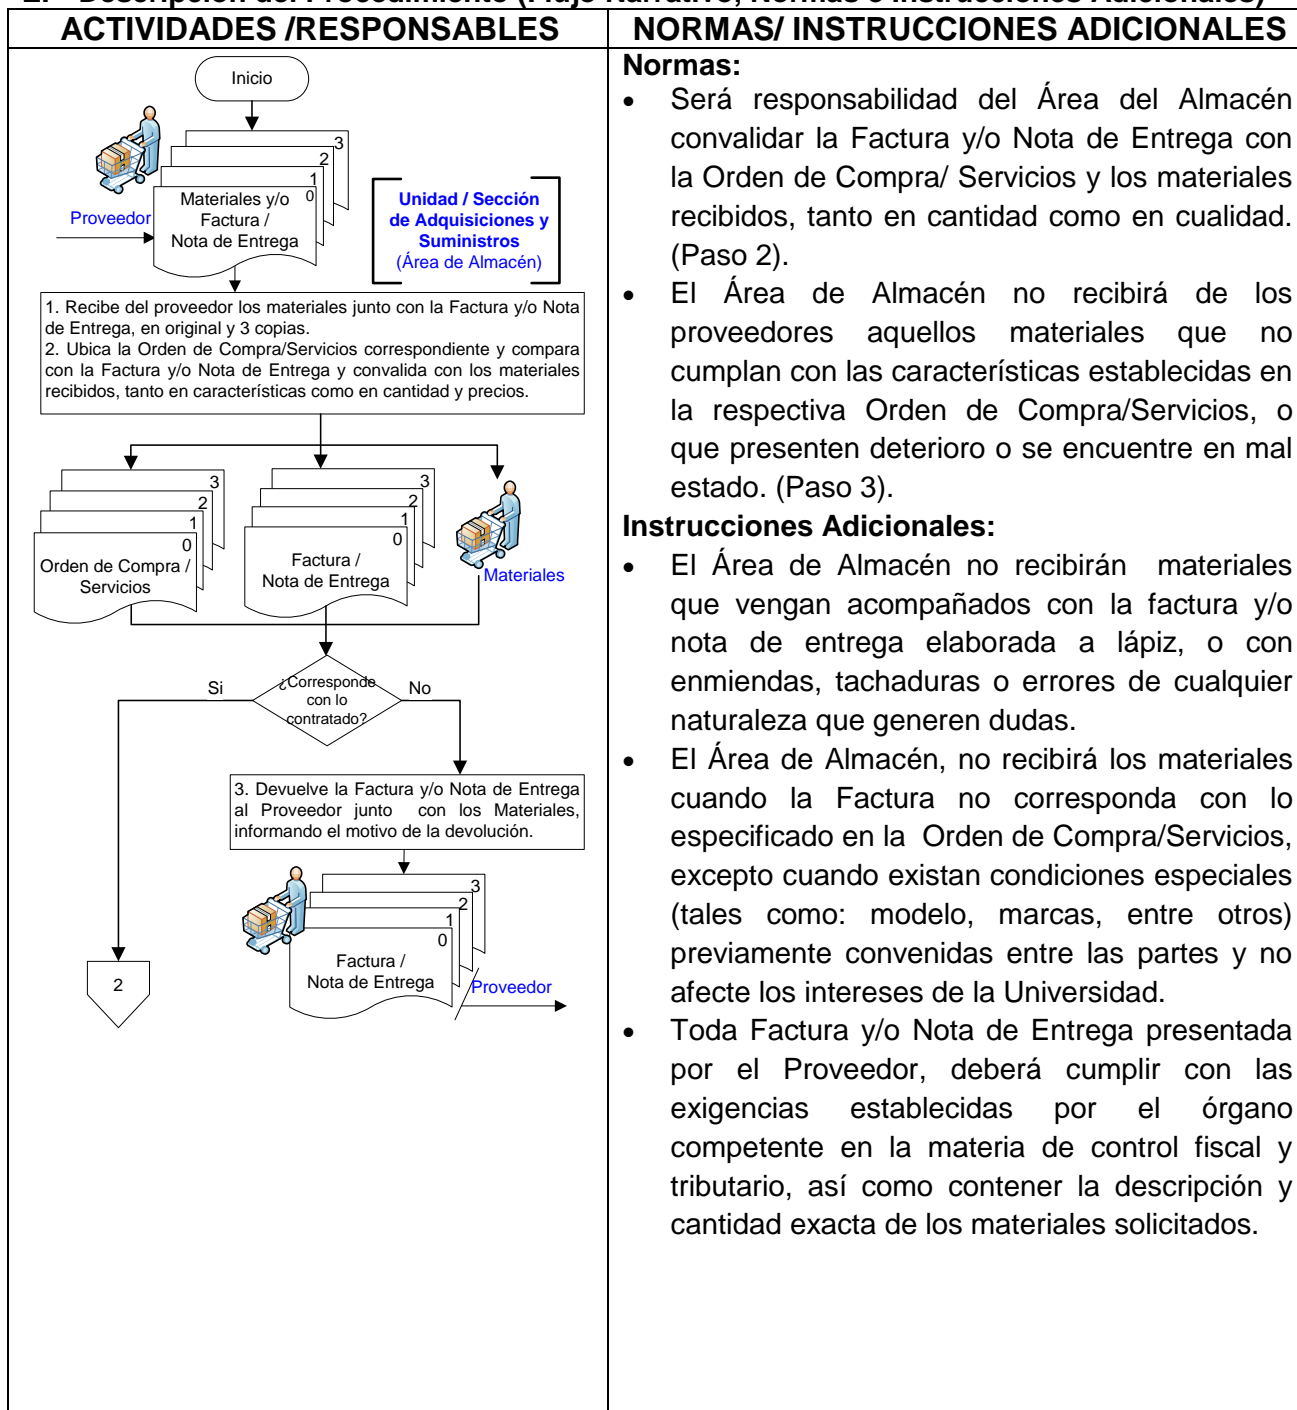 2. Descripción del Procedimiento (Flujo Narrativo, Normas e Instrucciones Adicionales)
ACTIVIDADES /RESPONSABLES
Inicio
3
2
1
0
Materiales y/o
Factura /
Nota de Entrega
Proveedor
Unidad / Sección
de Adquisiciones y
Suministros
(Área de Almacén)
1. Recibe del proveedor los materiales junto con la Factura y/o Nota
de Entrega, en original y 3 copias.
2. Ubica la Orden de Compra/Servicios correspondiente y compara
con la Factura y/o Nota de Entrega y convalida con los materiales
recibidos, tanto en características como en cantidad y precios.
3
2
1
0
Orden de Compra /
Servicios
3
2
1
0
Factura /
Nota de Entrega
Materiales
¿Corresponde
con lo
contratado?
Si
No
3. Devuelve la Factura y/o Nota de Entrega
al Proveedor junto con los Materiales,
informando el motivo de la devolución.
3
2
1
0
Factura /
Nota de Entrega
Proveedor
2
NORMAS/ INSTRUCCIONES ADICIONALES
Normas:
• Será responsabilidad del Área del Almacén
convalidar la Factura y/o Nota de Entrega con
la Orden de Compra/ Servicios y los materiales
recibidos, tanto en cantidad como en cualidad.
(Paso 2).
• El Área de Almacén no recibirá de los
proveedores aquellos materiales que no
cumplan con las características establecidas en
la respectiva Orden de Compra/Servicios, o
que presenten deterioro o se encuentre en mal
estado. (Paso 3).
Instrucciones Adicionales:
• El Área de Almacén no recibirán materiales
que vengan acompañados con la factura y/o
nota de entrega elaborada a lápiz, o con
enmiendas, tachaduras o errores de cualquier
naturaleza que generen dudas.
• El Área de Almacén, no recibirá los materiales
cuando la Factura no corresponda con lo
especificado en la Orden de Compra/Servicios,
excepto cuando existan condiciones especiales
(tales como: modelo, marcas, entre otros)
previamente convenidas entre las partes y no
afecte los intereses de la Universidad.
• Toda Factura y/o Nota de Entrega presentada
por el Proveedor, deberá cumplir con las
exigencias establecidas por el órgano
competente en la materia de control fiscal y
tributario, así como contener la descripción y
cantidad exacta de los materiales solicitados.